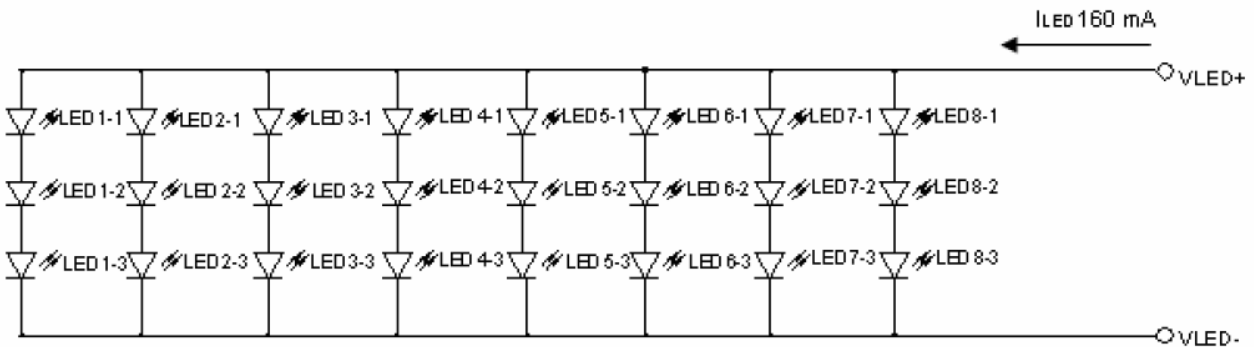 ILED 160 mA
VLED+
LED 1-1 LED 2-1 LED 3-1 LED 4-1 LED 5-1 LED 6-1 LED 7-1 LED 8-1
LED 1-2 LED 2-2 LED 3-2 LED 4-2 LED 5-2 LED 6-2 LED 7-2 LED 8-2
LED 1-3 LED 2-3 LED 3-3 LED 4-3 LED 5-3 LED 6-3 LED 7-3 LED 8-3
VLED-